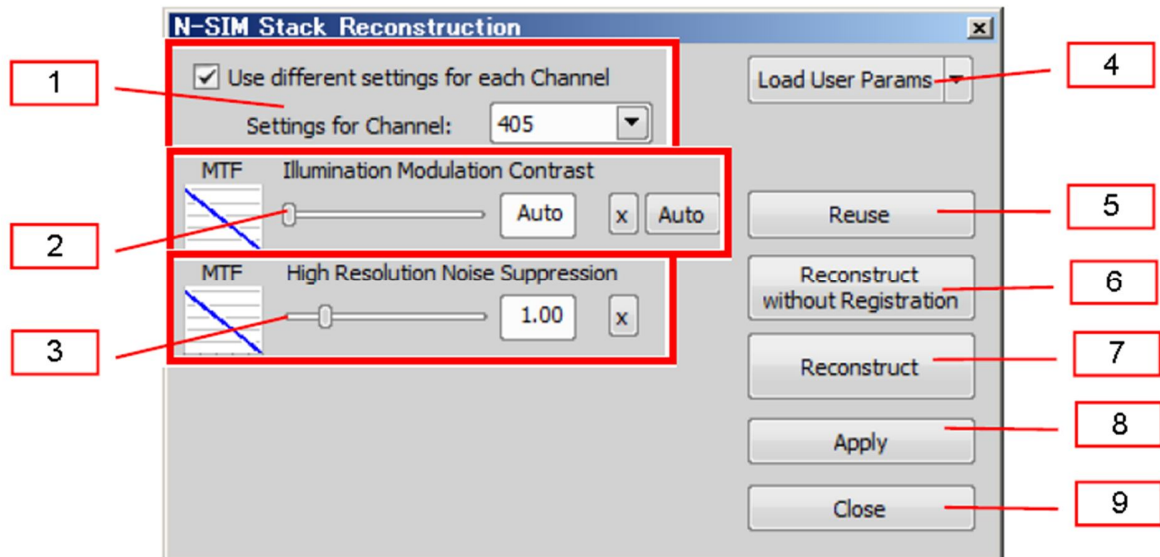 N-SIM Stack Reconstruction
1
Use different settings for each Channel
Settings for Channel: 405
MTF Illumination Modulation Contrast
Auto x Auto
2
MTF High Resolution Noise Suppression
1.00 x
3
Load User Params
4
Reuse
5
Reconstruct
without Registration
6
Reconstruct
7
Apply
8
Close
9